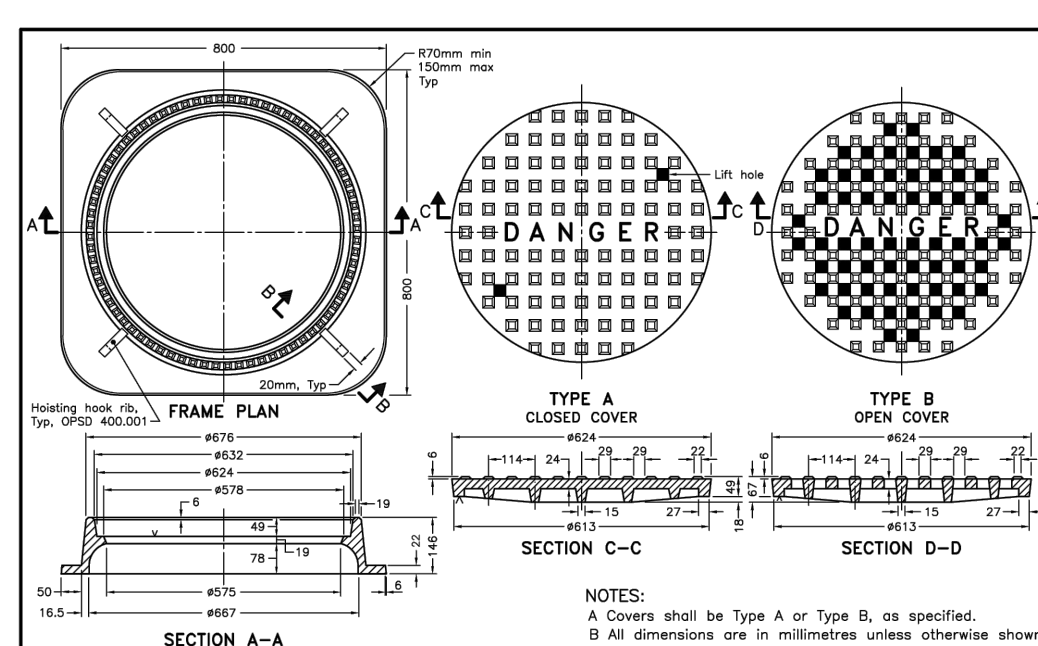 800
R70mm min
150mm max
Typ
A
A
800
B
B
20mm, Typ
Hoisting hook rib,
Typ, OPSD 400.001
FRAME PLAN
Lift hole
C
C
DANGER
TYPE A
CLOSED COVER
D
DANGER
TYPE B
OPEN COVER
ø676
ø632
ø624
ø578
6
19
49
19
78
22
146
50
6
16.5
ø575
ø667
SECTION A-A
ø624
6
114
24
29
29
22
49
15
27
18
ø613
SECTION C-C
ø624
6
114
24
29
29
22
67
15
27
ø613
SECTION D-D
NOTES:
A Covers shall be Type A or Type B, as specified.
B All dimensions are in millimetres unless otherwise shown